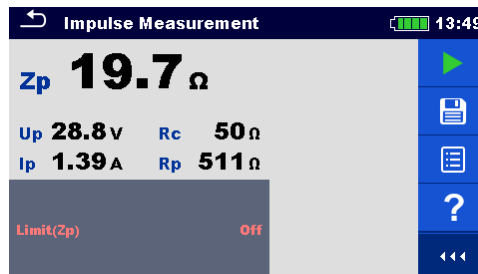 Impulse Measurement 13:49
Zp 19.7 Ω
Up 28.8 V Rc 50 Ω
Ip 1.39 A Rp 511 Ω
Limit(Zp) Off
?